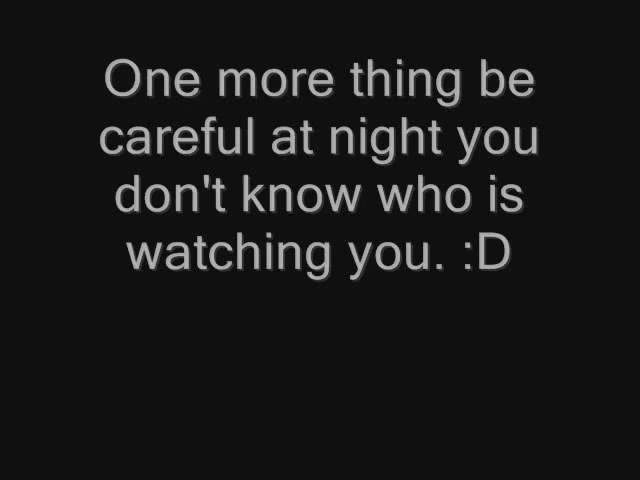 One more thing be
careful at night you
don't know who is
watching you. :D